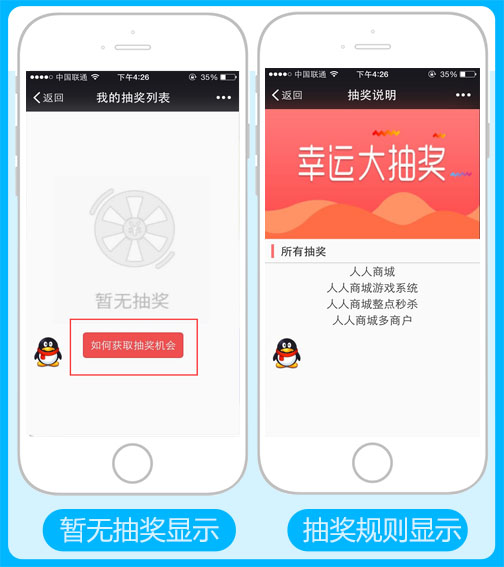 中国联通 下午4:26 35%
返回 我的抽奖列表
暂无抽奖
如何获取抽奖机会
暂无抽奖显示
中国联通 下午4:26 35%
返回 抽奖说明
幸运大抽奖
所有抽奖
人人商城
人人商城游戏系统
人人商城整点秒杀
人人商城多商户
抽奖规则显示